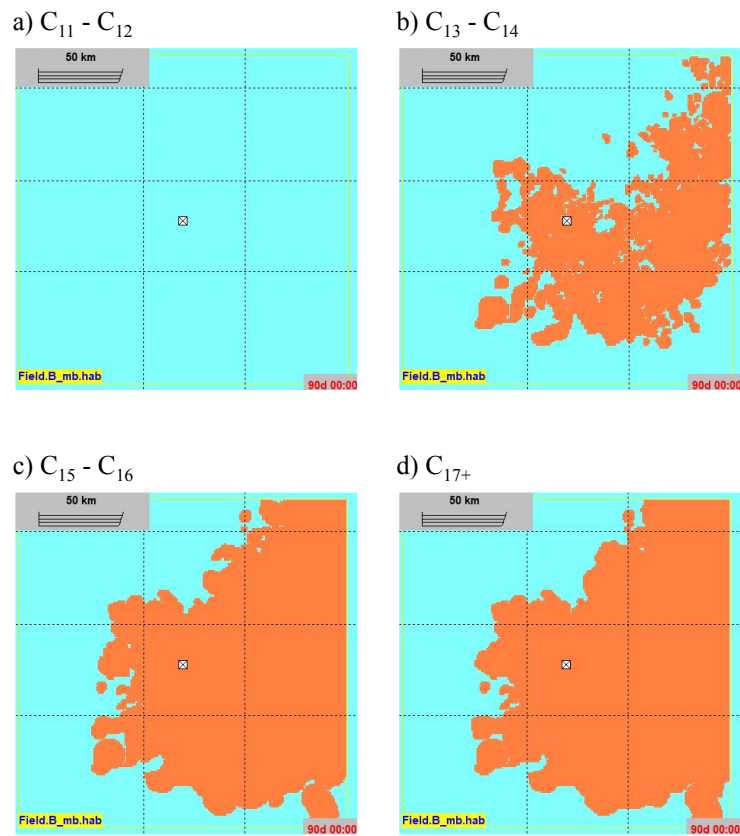 a) C₁₁ - C₁₂
b) C₁₃ - C₁₄
50 km
50 km
Field.B_mb.hab
90d 00:00
Field.B_mb.hab
90d 00:00
c) C₁₅ - C₁₆
d) C₁₇₊
50 km
50 km
Field.B_mb.hab
90d 00:00
Field.B_mb.hab
90d 00:00